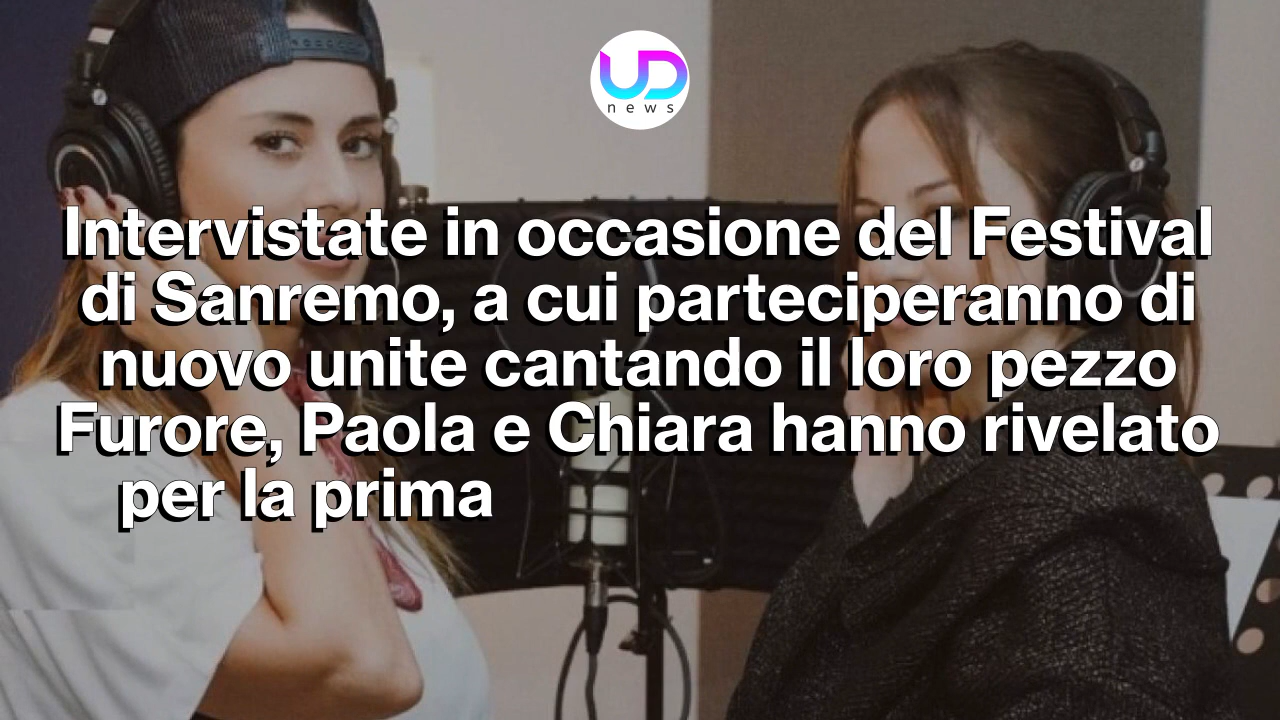 UD
news
Intervistate in occasione del Festival
di Sanremo, a cui parteciperanno di
nuovo unite cantando il loro pezzo
Furore, Paola e Chiara hanno rivelato
per la prima